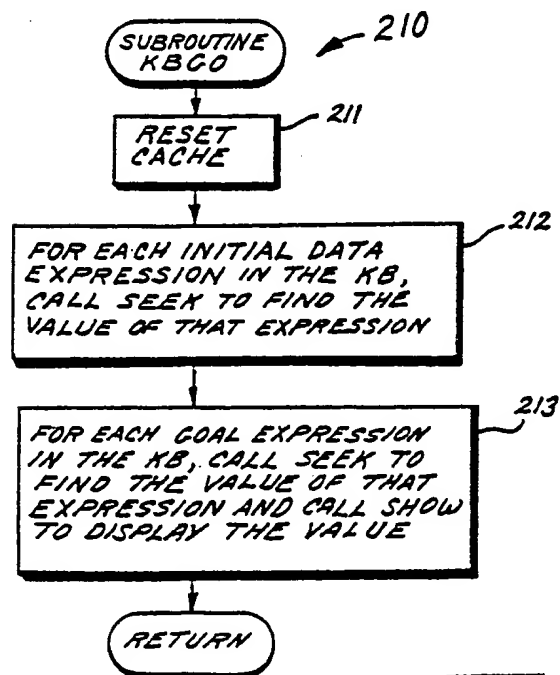 SUBROUTINE
KBGO
210
RESET
CACHE
211
FOR EACH INITIAL DATA
EXPRESSION IN THE KB,
CALL SEEK TO FIND THE
VALUE OF THAT EXPRESSION
212
FOR EACH GOAL EXPRESSION
IN THE KB, CALL SEEK TO
FIND THE VALUE OF THAT
EXPRESSION AND CALL SHOW
TO DISPLAY THE VALUE
213
RETURN